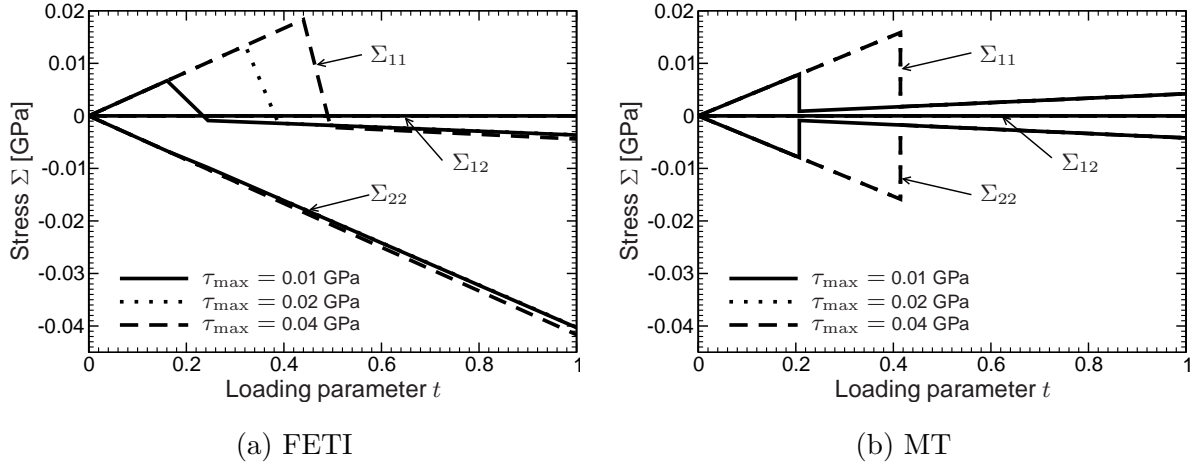 0.02
0.01
0
-0.01
-0.02
-0.03
-0.04
Stress Σ [GPa]
Σ₁₁
Σ₁₂
Σ₂₂
τmax = 0.01 GPa
τmax = 0.02 GPa
τmax = 0.04 GPa
0 0.2 0.4 0.6 0.8 1
Loading parameter t
(a) FETI
0.02
0.01
0
-0.01
-0.02
-0.03
-0.04
Stress Σ [GPa]
Σ₁₁
Σ₁₂
Σ₂₂
τmax = 0.01 GPa
τmax = 0.02 GPa
τmax = 0.04 GPa
0 0.2 0.4 0.6 0.8 1
Loading parameter t
(b) MT